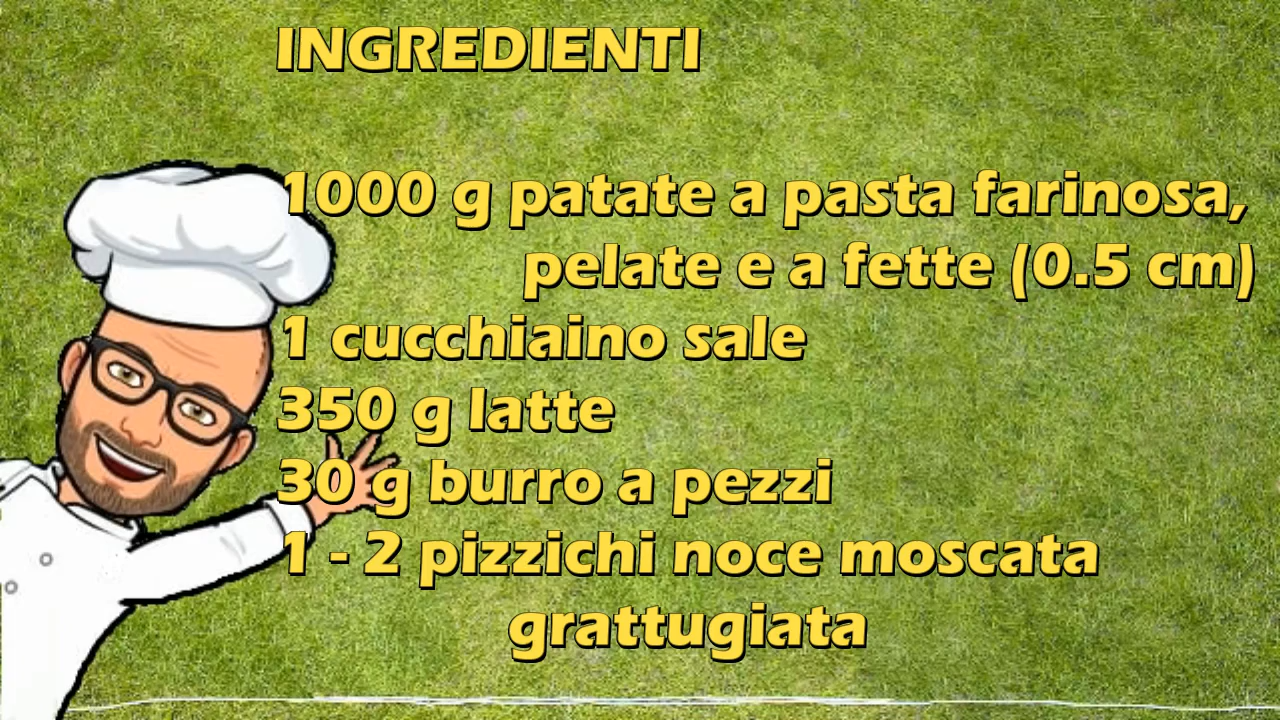 INGREDIENTI
1000 g patate a pasta farinosa,
pelate e a fette (0.5 cm)
1 cucchiaino sale
350 g latte
30 g burro a pezzi
1 - 2 pizzichi noce moscata
grattugiata